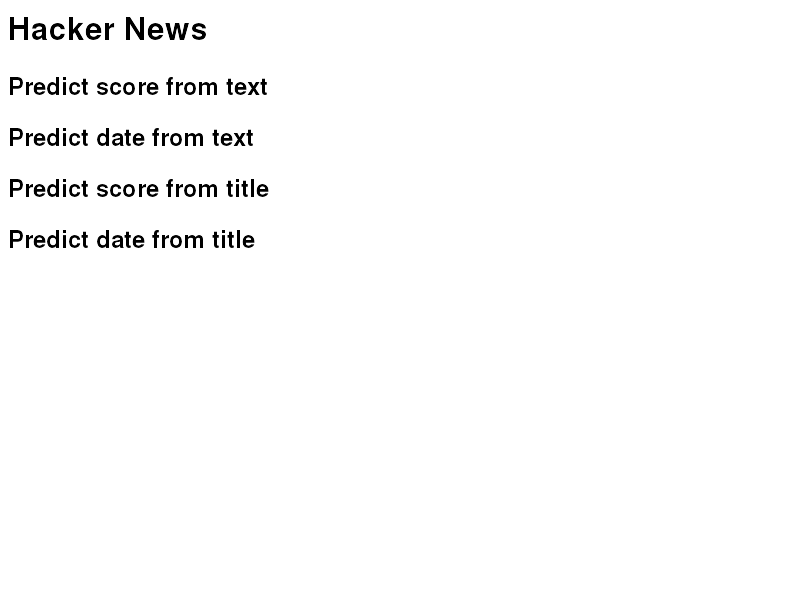 Hacker News
Predict score from text
Predict date from text
Predict score from title
Predict date from title